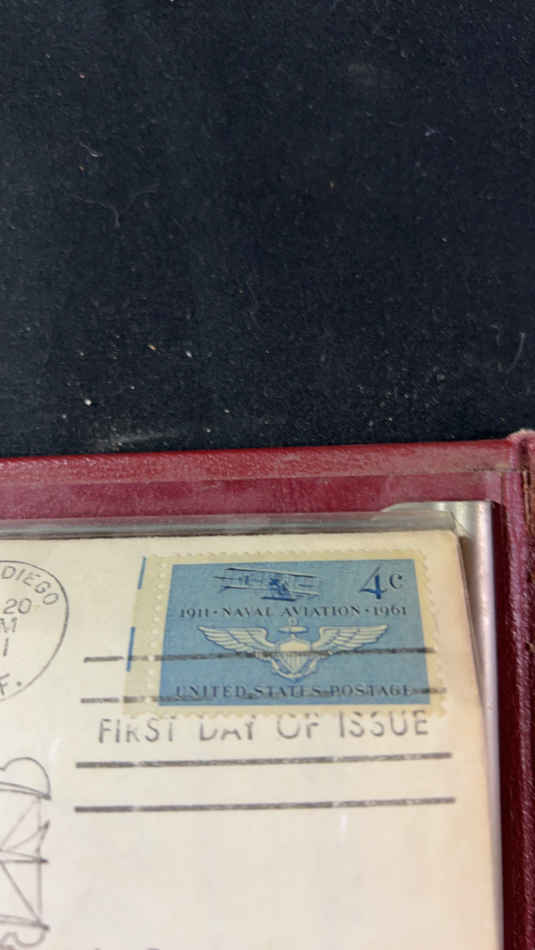 DIEGO
20
M
1
F.
4c
1911 · NAVAL AVIATION · 1961
UNITED STATES POSTAGE
FIRST DAY OF ISSUE